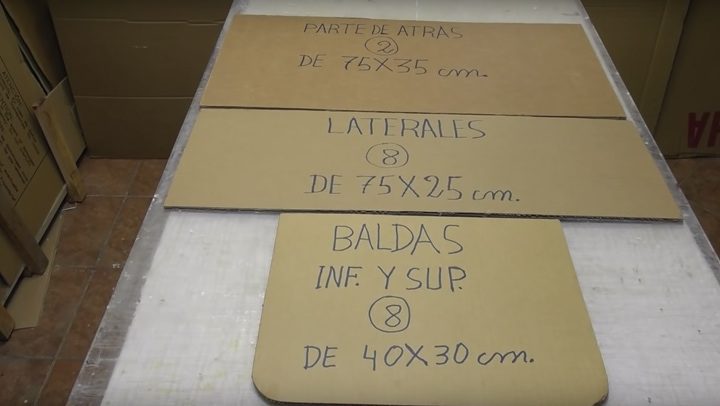 PARTE DE ATRAS
2
DE 75X35 cm.
LATERALES
8
DE 75X25 cm.
BALDAS
INF. Y SUP.
8
DE 40X30 cm.